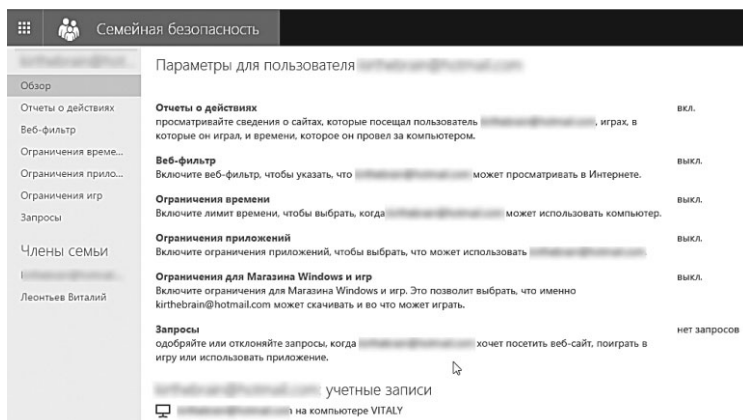 Семейная безопасность
Обзор
Отчеты о действиях
Веб-фильтр
Ограничения време...
Ограничения прило...
Ограничения игр
Запросы
Члены семьи
Леонтьев Виталий
Параметры для пользователя
Отчеты о действиях
вкл.
просматривайте сведения о сайтах, которые посещал пользователь , играх, в
которые он играл, и времени, которое он провел за компьютером.
Веб-фильтр
выкл.
Включите веб-фильтр, чтобы указать, что может просматривать в Интернете.
Ограничения времени
выкл.
Включите лимит времени, чтобы выбрать, когда может использовать компьютер.
Ограничения приложений
выкл.
Включите ограничения приложений, чтобы выбрать, что может использовать
Ограничения для Магазина Windows и игр
выкл.
Включите ограничения для Магазина Windows и игр. Это позволит выбрать, что именно
kirthebrain@hotmail.com может скачивать и во что может играть.
Запросы
нет запросов
одобряйте или отклоняйте запросы, когда хочет посетить веб-сайт, поиграть в
игру или использовать приложение.
учетные записи
на компьютере VITALY